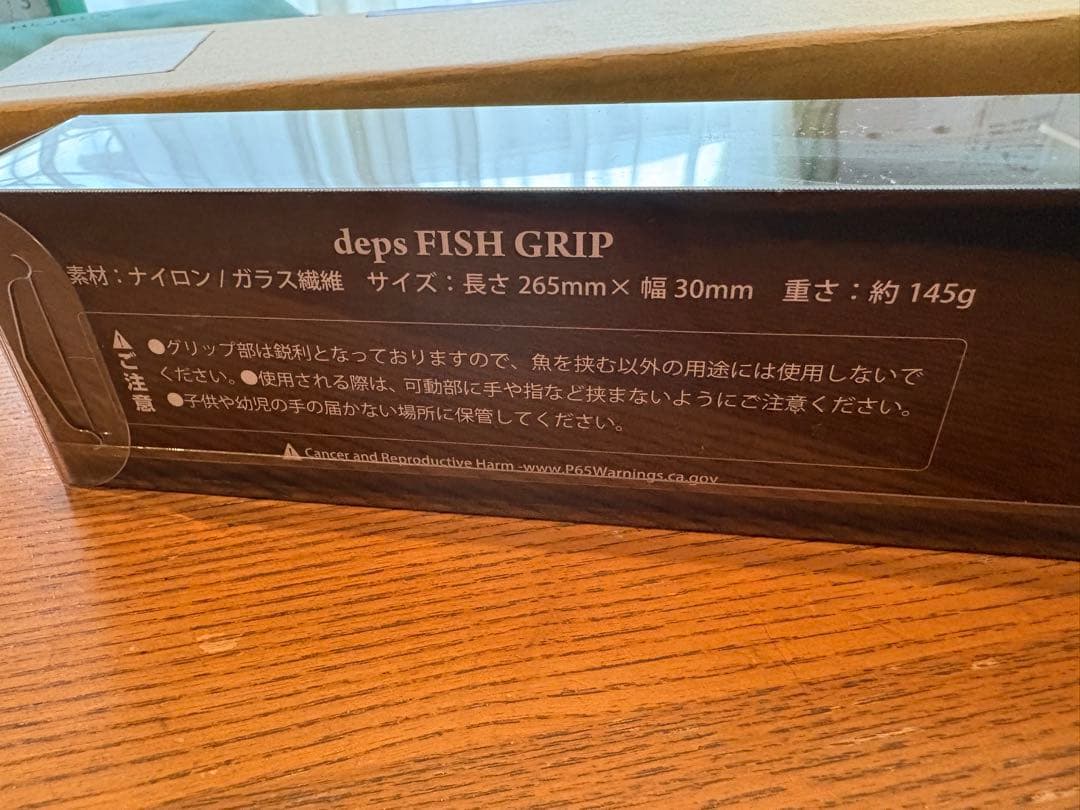 deps FISH GRIP
素材：ナイロン / ガラス繊維　サイズ：長さ 265mm× 幅 30mm　重さ：約 145g
ご注意
●グリップ部は鋭利となっておりますので、魚を挟む以外の用途には使用しないで
ください。●使用される際は、可動部に手や指など挟まないようにご注意ください。
●子供や幼児の手の届かない場所に保管してください。
Cancer and Reproductive Harm -www.P65Warnings.ca.gov